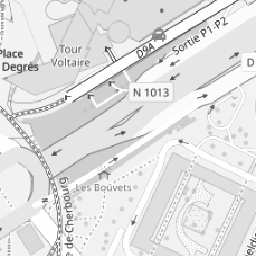 Place
Degrés
Tour
Voltaire
D9A
Sortie P1-P2
N 1013
D
Les Bouvets
e de Cherbourg